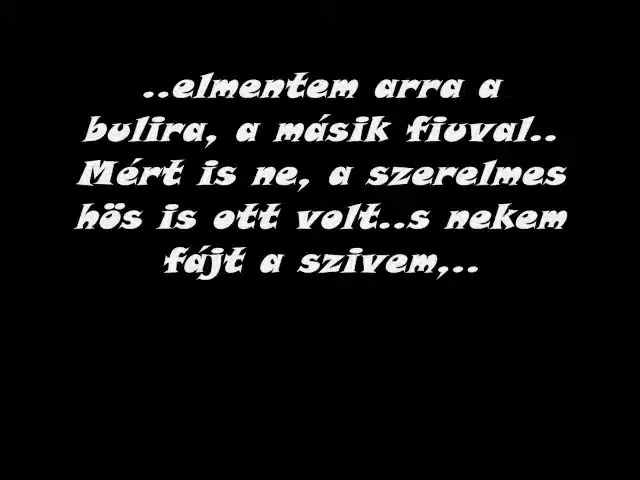 ..elmentem arra a
bulira, a másik fiuval..
Mért is ne, a szerelmes
hös is ott volt..s nekem
fájt a szivem,..